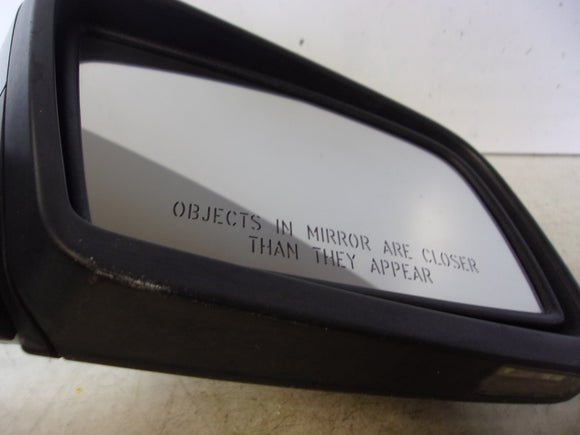 OBJECTS IN MIRROR ARE CLOSER
THAN THEY APPEAR